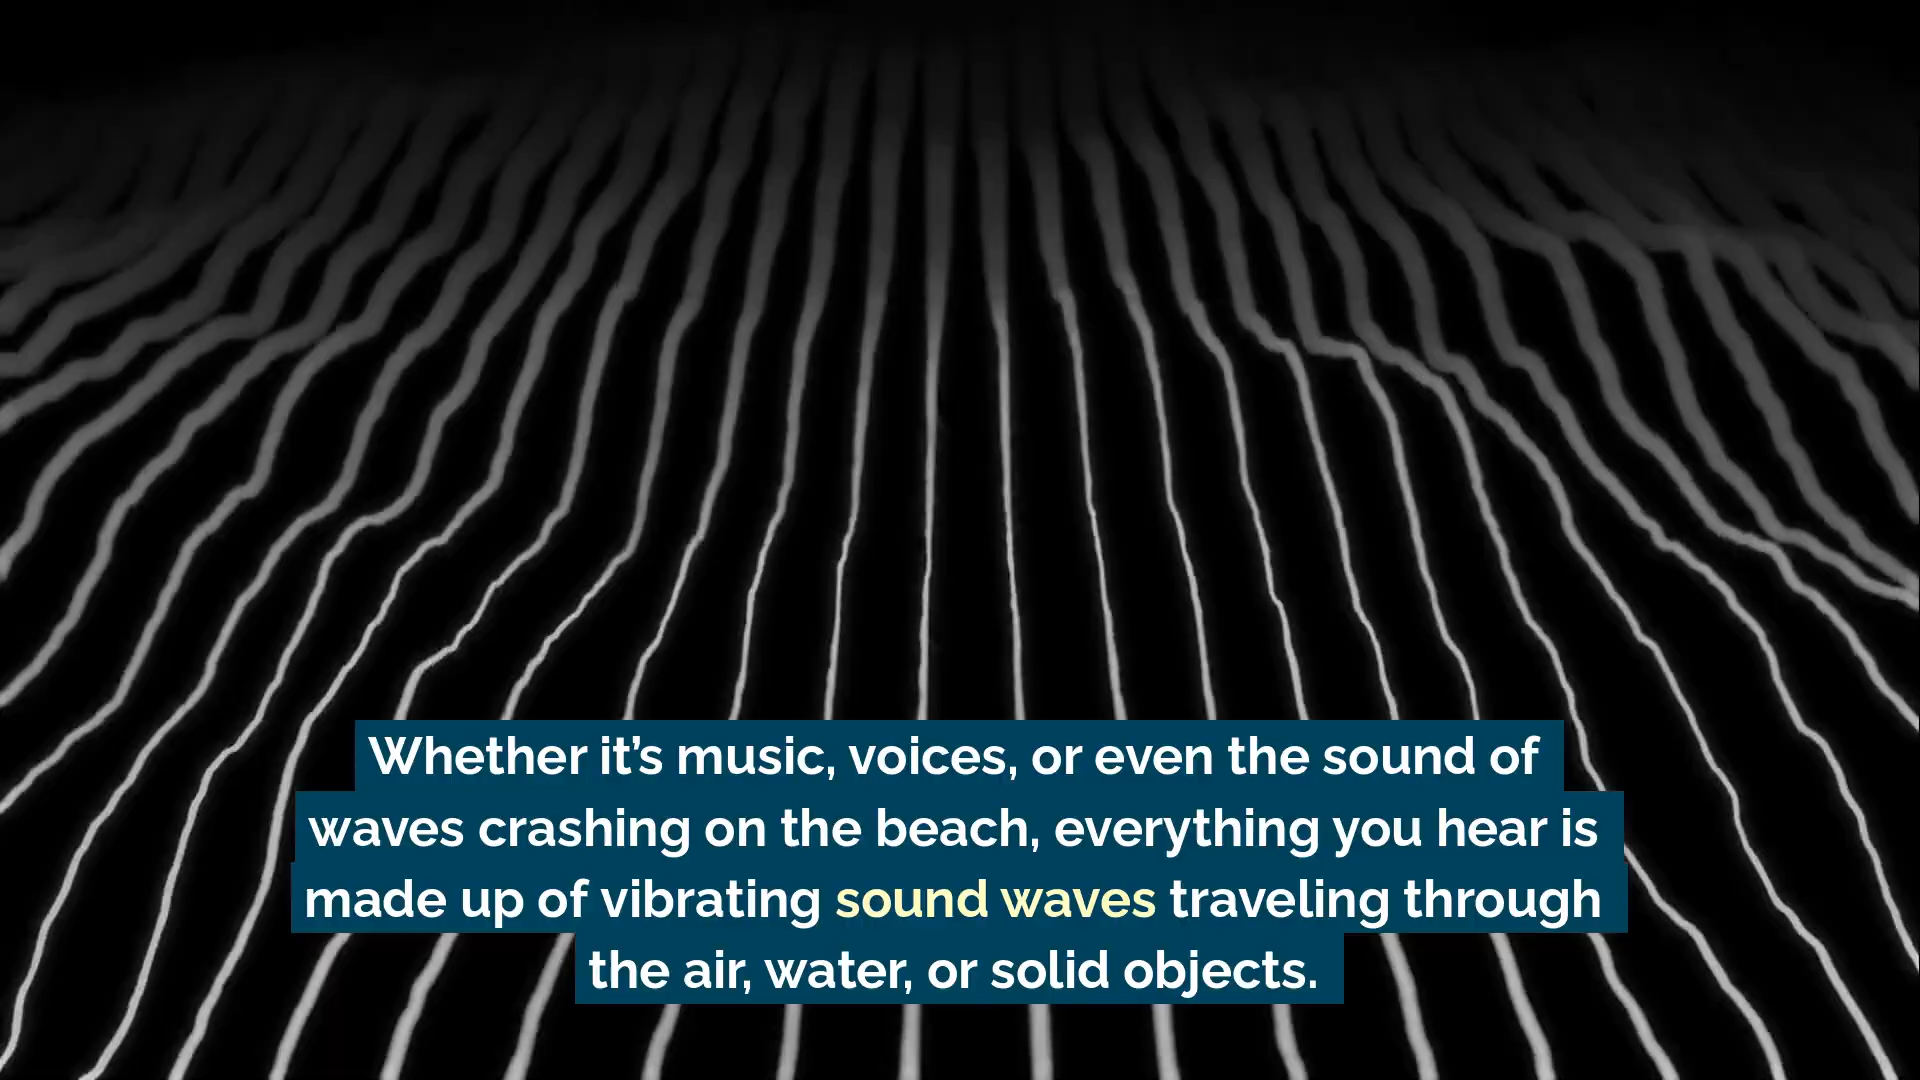 Whether it’s music, voices, or even the sound of
waves crashing on the beach, everything you hear is
made up of vibrating sound waves traveling through
the air, water, or solid objects.